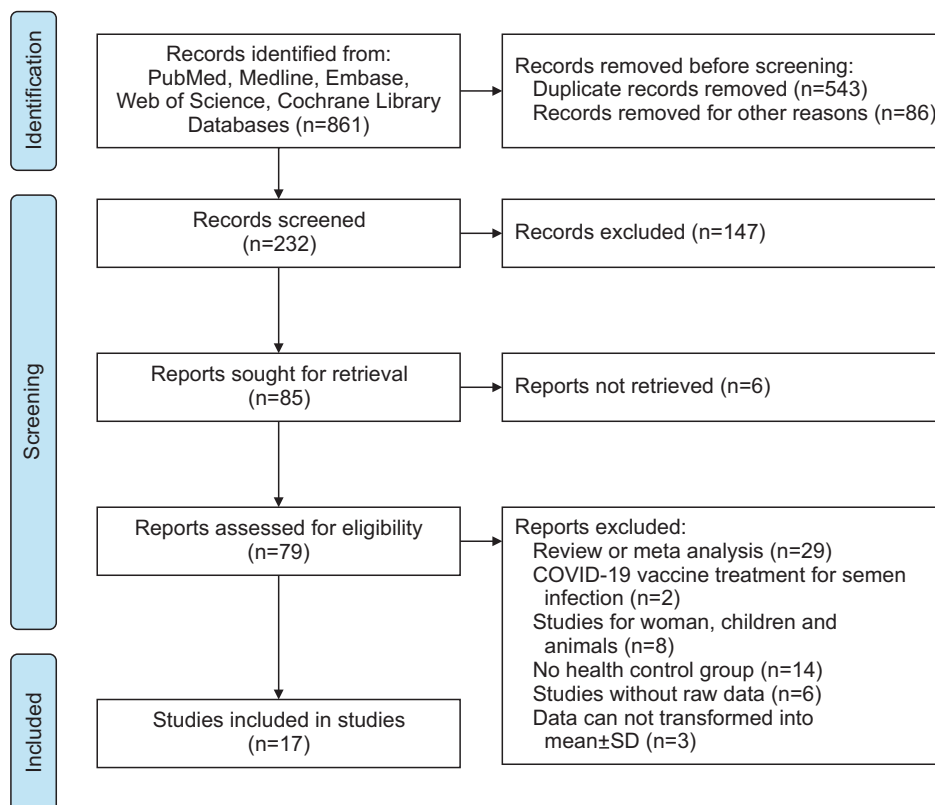 Identification
Records identified from:
PubMed, Medline, Embase,
Web of Science, Cochrane Library
Databases (n=861)
Records removed before screening:
Duplicate records removed (n=543)
Records removed for other reasons (n=86)
Screening
Records screened
(n=232)
Records excluded (n=147)
Reports sought for retrieval
(n=85)
Reports not retrieved (n=6)
Reports assessed for eligibility
(n=79)
Reports excluded:
Review or meta analysis (n=29)
COVID-19 vaccine treatment for semen
infection (n=2)
Studies for woman, children and
animals (n=8)
No health control group (n=14)
Studies without raw data (n=6)
Data can not transformed into
mean±SD (n=3)
Included
Studies included in studies
(n=17)